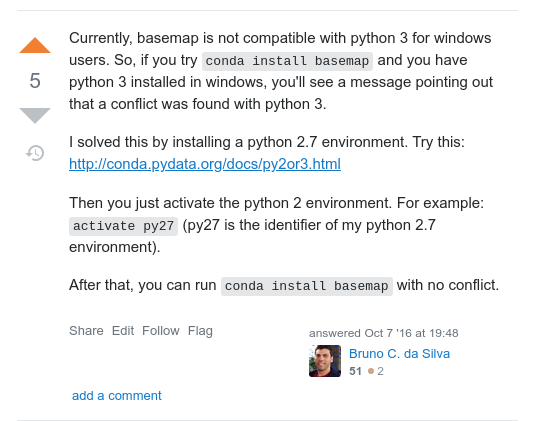 Currently, basemap is not compatible with python 3 for windows
users. So, if you try conda install basemap and you have
5
python 3 installed in windows, you'll see a message pointing out
that a conflict was found with python 3.
I solved this by installing a python 2.7 environment. Try this:
http://conda.pydata.org/docs/py2or3.html
Then you just activate the python 2 environment. For example:
activate py27 (py27 is the identifier of my python 2.7
environment).
After that, you can run conda install basemap with no conflict.
Share Edit Follow Flag
answered Oct 7 '16 at 19:48
Bruno C. da Silva
51 2
add a comment